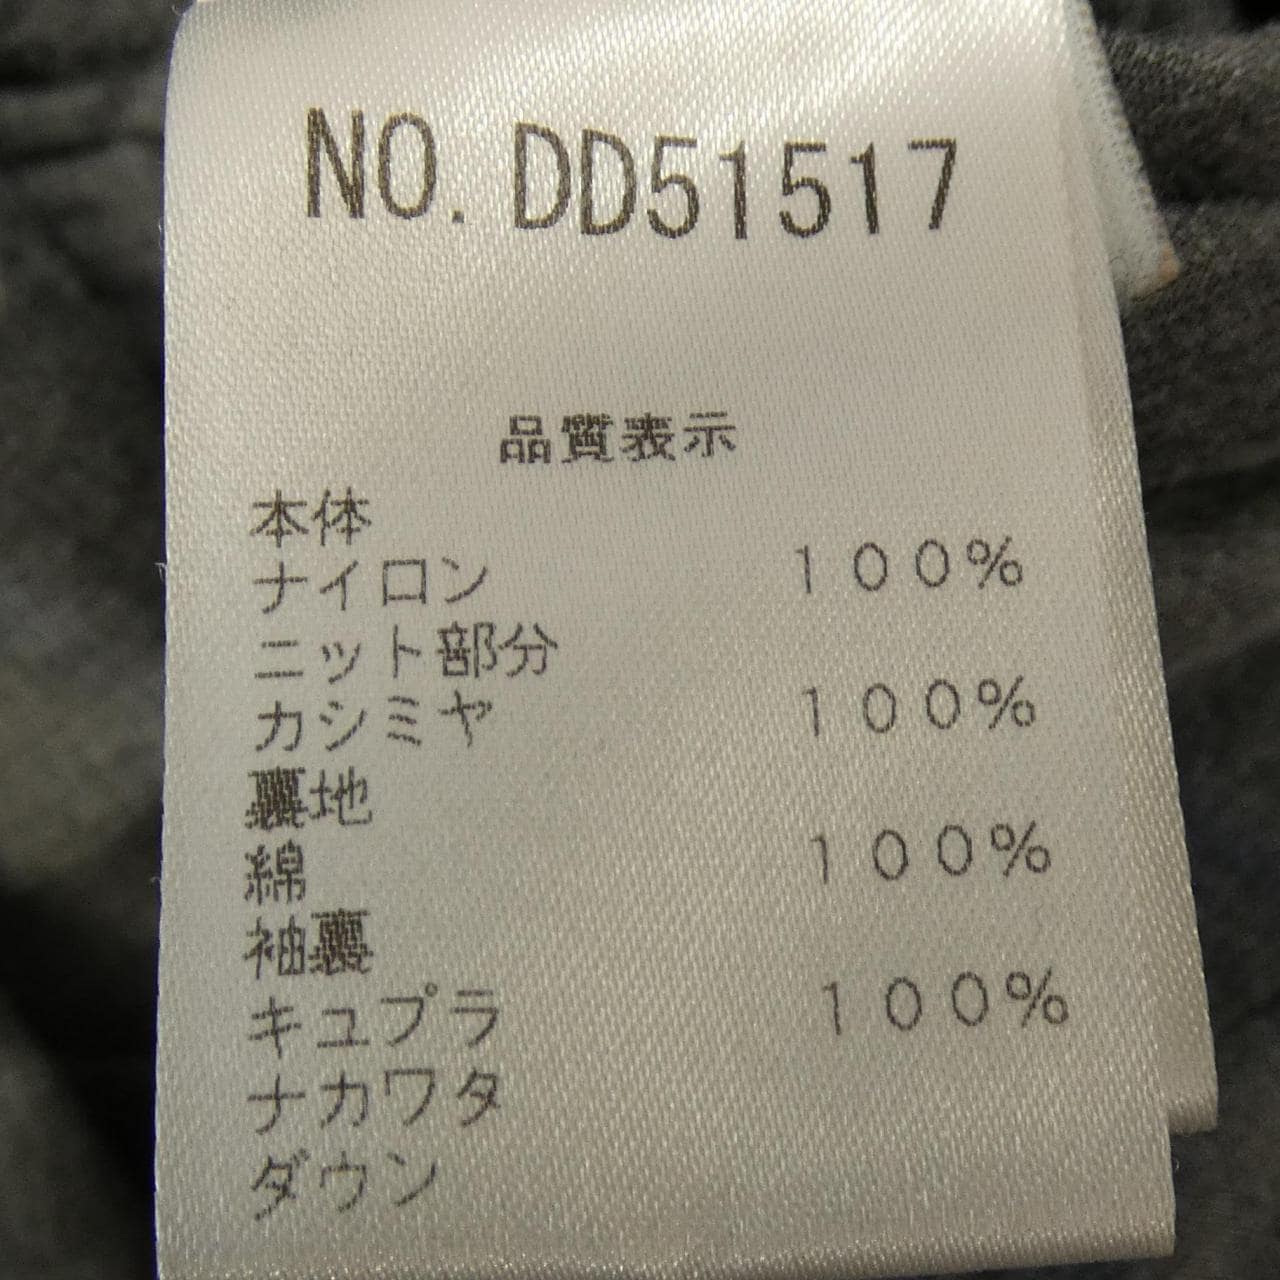 NO. DD51517
品質表示
本体
ナイロン 100%
ニット部分
カシミヤ 100%
裏地
綿 100%
袖裏
キュプラ 100%
ナカワタ
ダウン